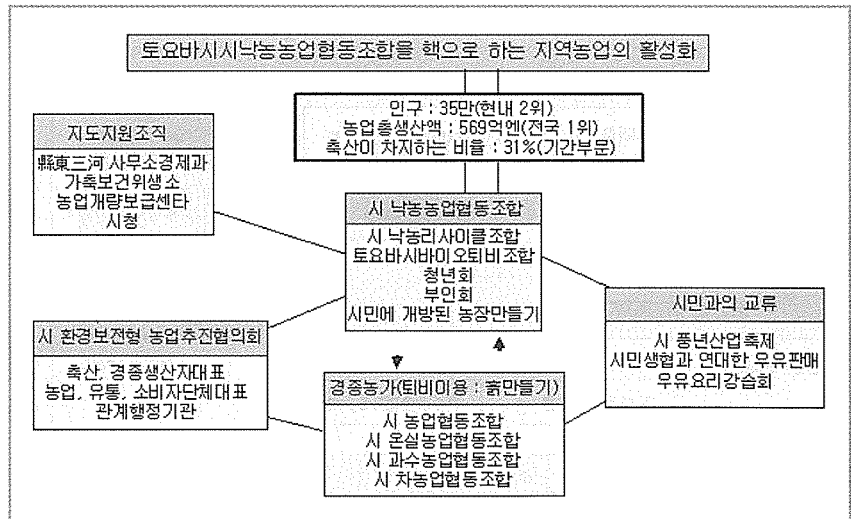 토요바시시낙농농업협동조합을 핵으로 하는 지역농업의 활성화
인구 : 35만(현내 2위)
농업총생산액 : 569억엔(전국 1위)
축산이 차지하는 비율 : 31%(기간부문)
지도지원조직
縣東三河 사무소경제과
가축보건위생소
농업개량보급센타
시청
시 낙농농업협동조합
시 낙농리사이클조합
토요바시바이오퇴비조합
청년회
부인회
시민에 개방된 농장만들기
시민과의 교류
시 풍년산업축제
시민생협과 연대한 우유판매
우유요리강습회
시 환경보전형 농업추진협의회
축산, 경종생산자대표
농업, 유통, 소비자단체대표
관계행정기관
경종농가(퇴비이용 : 흙만들기)
시 농업협동조합
시 온실농업협동조합
시 과수농업협동조합
시 차농업협동조합